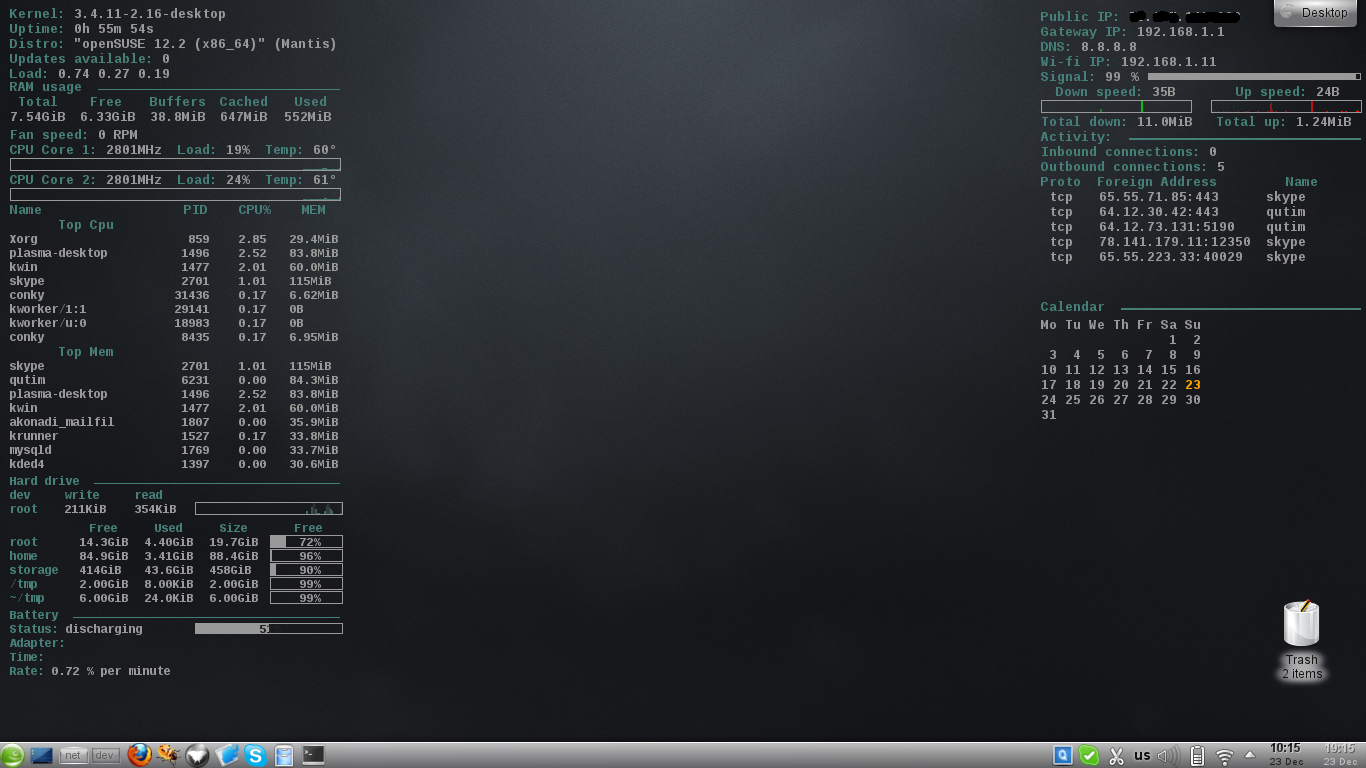 Kernel: 3.4.11-2.16-desktop
Uptime: 0h 55m 54s
Distro: "openSUSE 12.2 (x86_64)" (Mantis)
Updates available: 0
Load: 0.74 0.27 0.19
RAM usage
Total Free Buffers Cached Used
7.54GiB 6.33GiB 38.8MiB 647MiB 552MiB
Fan speed: 0 RPM
CPU Core 1: 2801MHz Load: 19% Temp: 60°
CPU Core 2: 2801MHz Load: 24% Temp: 61°
Name PID CPU% MEM
Top Cpu
Xorg 859 2.85 29.4MiB
plasma-desktop 1496 2.52 83.8MiB
kwin 1477 2.01 60.0MiB
skype 2701 1.01 115MiB
conky 31436 0.17 6.62MiB
kworker/1:1 29141 0.17 0B
kworker/u:0 18983 0.17 0B
conky 8435 0.17 6.95MiB
Top Mem
skype 2701 1.01 115MiB
qutim 6231 0.00 84.3MiB
plasma-desktop 1496 2.52 83.8MiB
kwin 1477 2.01 60.0MiB
akonadi_mailfil 1807 0.00 35.9MiB
krunner 1527 0.17 33.8MiB
mysqld 1769 0.00 33.7MiB
kded4 1397 0.00 30.6MiB
Hard drive
dev write read
root 211KiB 354KiB
Free Used Size Free
root 14.3GiB 4.40GiB 19.7GiB 72%
home 84.9GiB 3.41GiB 88.4GiB 96%
storage 414GiB 43.6GiB 458GiB 90%
/tmp 2.00GiB 8.00KiB 2.00GiB 99%
~/tmp 6.00GiB 24.0KiB 6.00GiB 99%
Battery
Status: discharging
Adapter:
Time:
Rate: 0.72 % per minute
Public IP:
Gateway IP: 192.168.1.1
DNS: 8.8.8.8
Wi-fi IP: 192.168.1.11
Signal: 99 %
Down speed: 35B Up speed: 24B
Total down: 11.0MiB Total up: 1.24MiB
Activity:
Inbound connections: 0
Outbound connections: 5
Proto Foreign Address Name
tcp 65.55.71.85:443 skype
tcp 64.12.30.42:443 qutim
tcp 64.12.73.131:5190 qutim
tcp 78.141.179.11:12350 skype
tcp 65.55.223.33:40029 skype
Calendar
Mo Tu We Th Fr Sa Su
1 2
3 4 5 6 7 8 9
10 11 12 13 14 15 16
17 18 19 20 21 22 23
24 25 26 27 28 29 30
31
Desktop
Trash
2 items
net dev
us
10:15
23 Dec
19:15
23 Dec